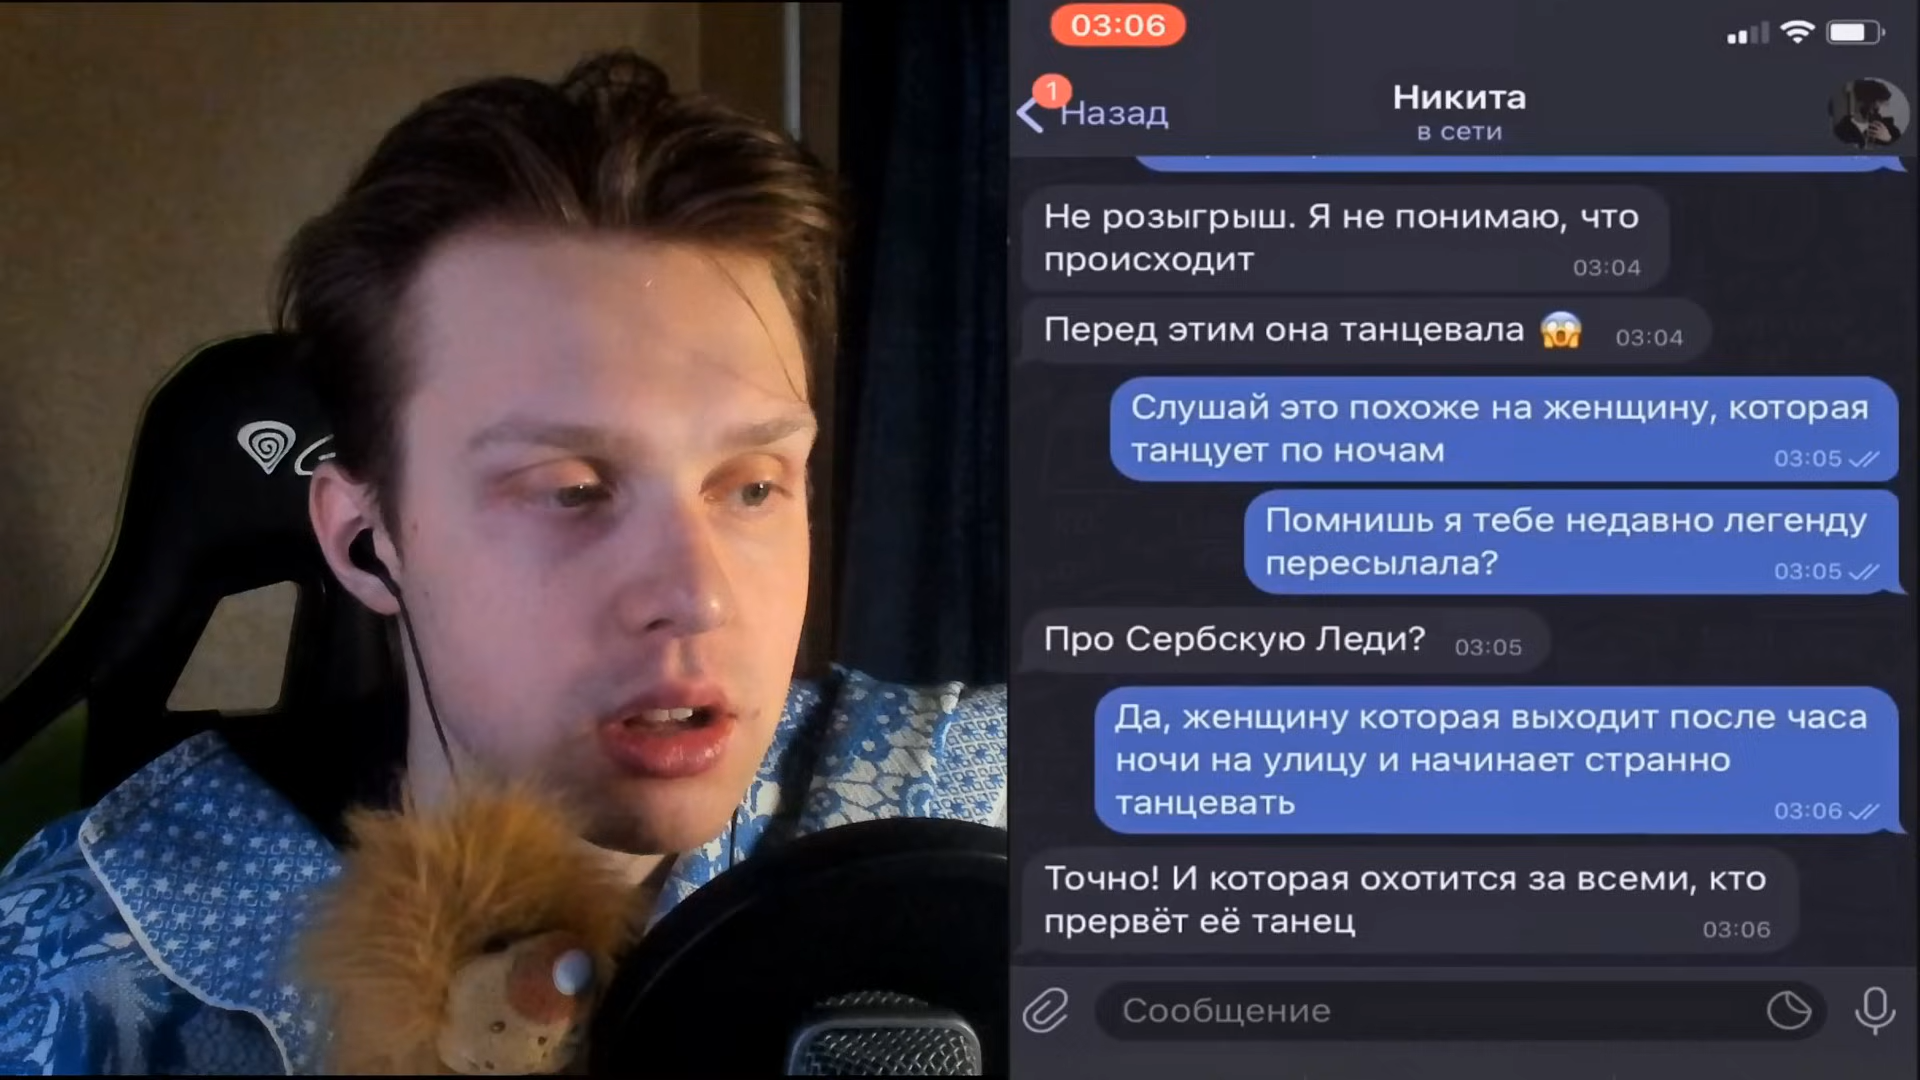 03:06
1
Назад
Никита
в сети
Не розыгрыш. Я не понимаю, что
происходит
03:04
Перед этим она танцевала 😱 03:04
Слушай это похоже на женщину, которая
танцует по ночам
03:05
Помнишь я тебе недавно легенду
пересылала?
03:05
Про Сербскую Леди? 03:05
Да, женщину которая выходит после часа
ночи на улицу и начинает странно
танцевать
03:06
Точно! И которая охотится за всеми, кто
прервёт её танец
03:06
Сообщение